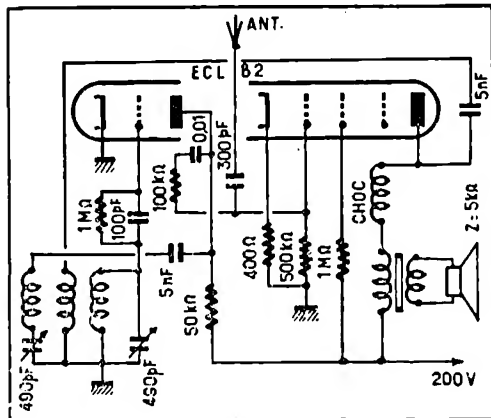 ANT.
ECL 82
5nF
0,01
300pF
100kΩ
1MΩ
100pF
CHOC
400Ω
500kΩ
1MΩ
Z=5kΩ
5nF
50kΩ
490pF
490pF
200V